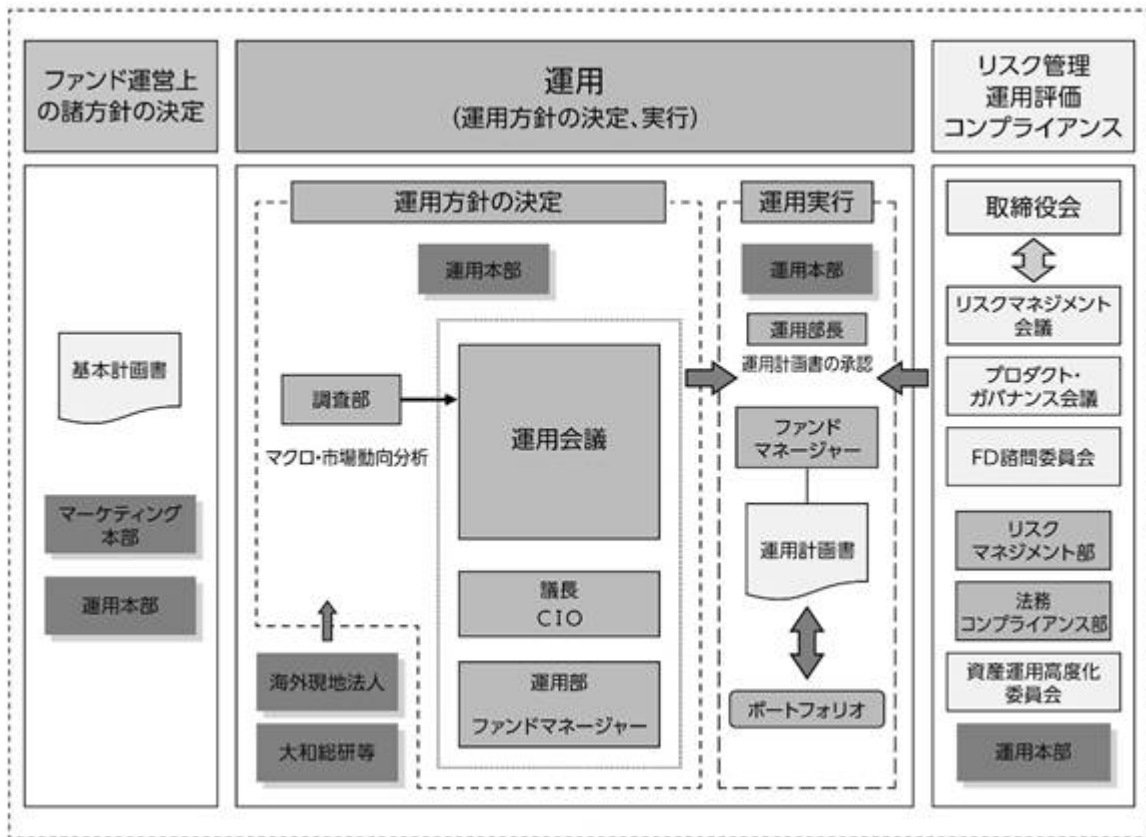 ファンド運営上
の諸方針の決定
運用
(運用方針の決定、実行)
リスク管理
運用評価
コンプライアンス
基本計画書
マーケティング
本部
運用本部
運用方針の決定
運用本部
調査部
マクロ・市場動向分析
運用会議
議長
CIO
運用部
ファンドマネージャー
海外現地法人
大和総研等
運用実行
運用本部
運用部長
運用計画書の承認
ファンド
マネージャー
運用計画書
ポートフォリオ
取締役会
リスクマネジメント
会議
プロダクト・
ガバナンス会議
FD諮問委員会
リスク
マネジメント部
法務
コンプライアンス部
資産運用高度化
委員会
運用本部